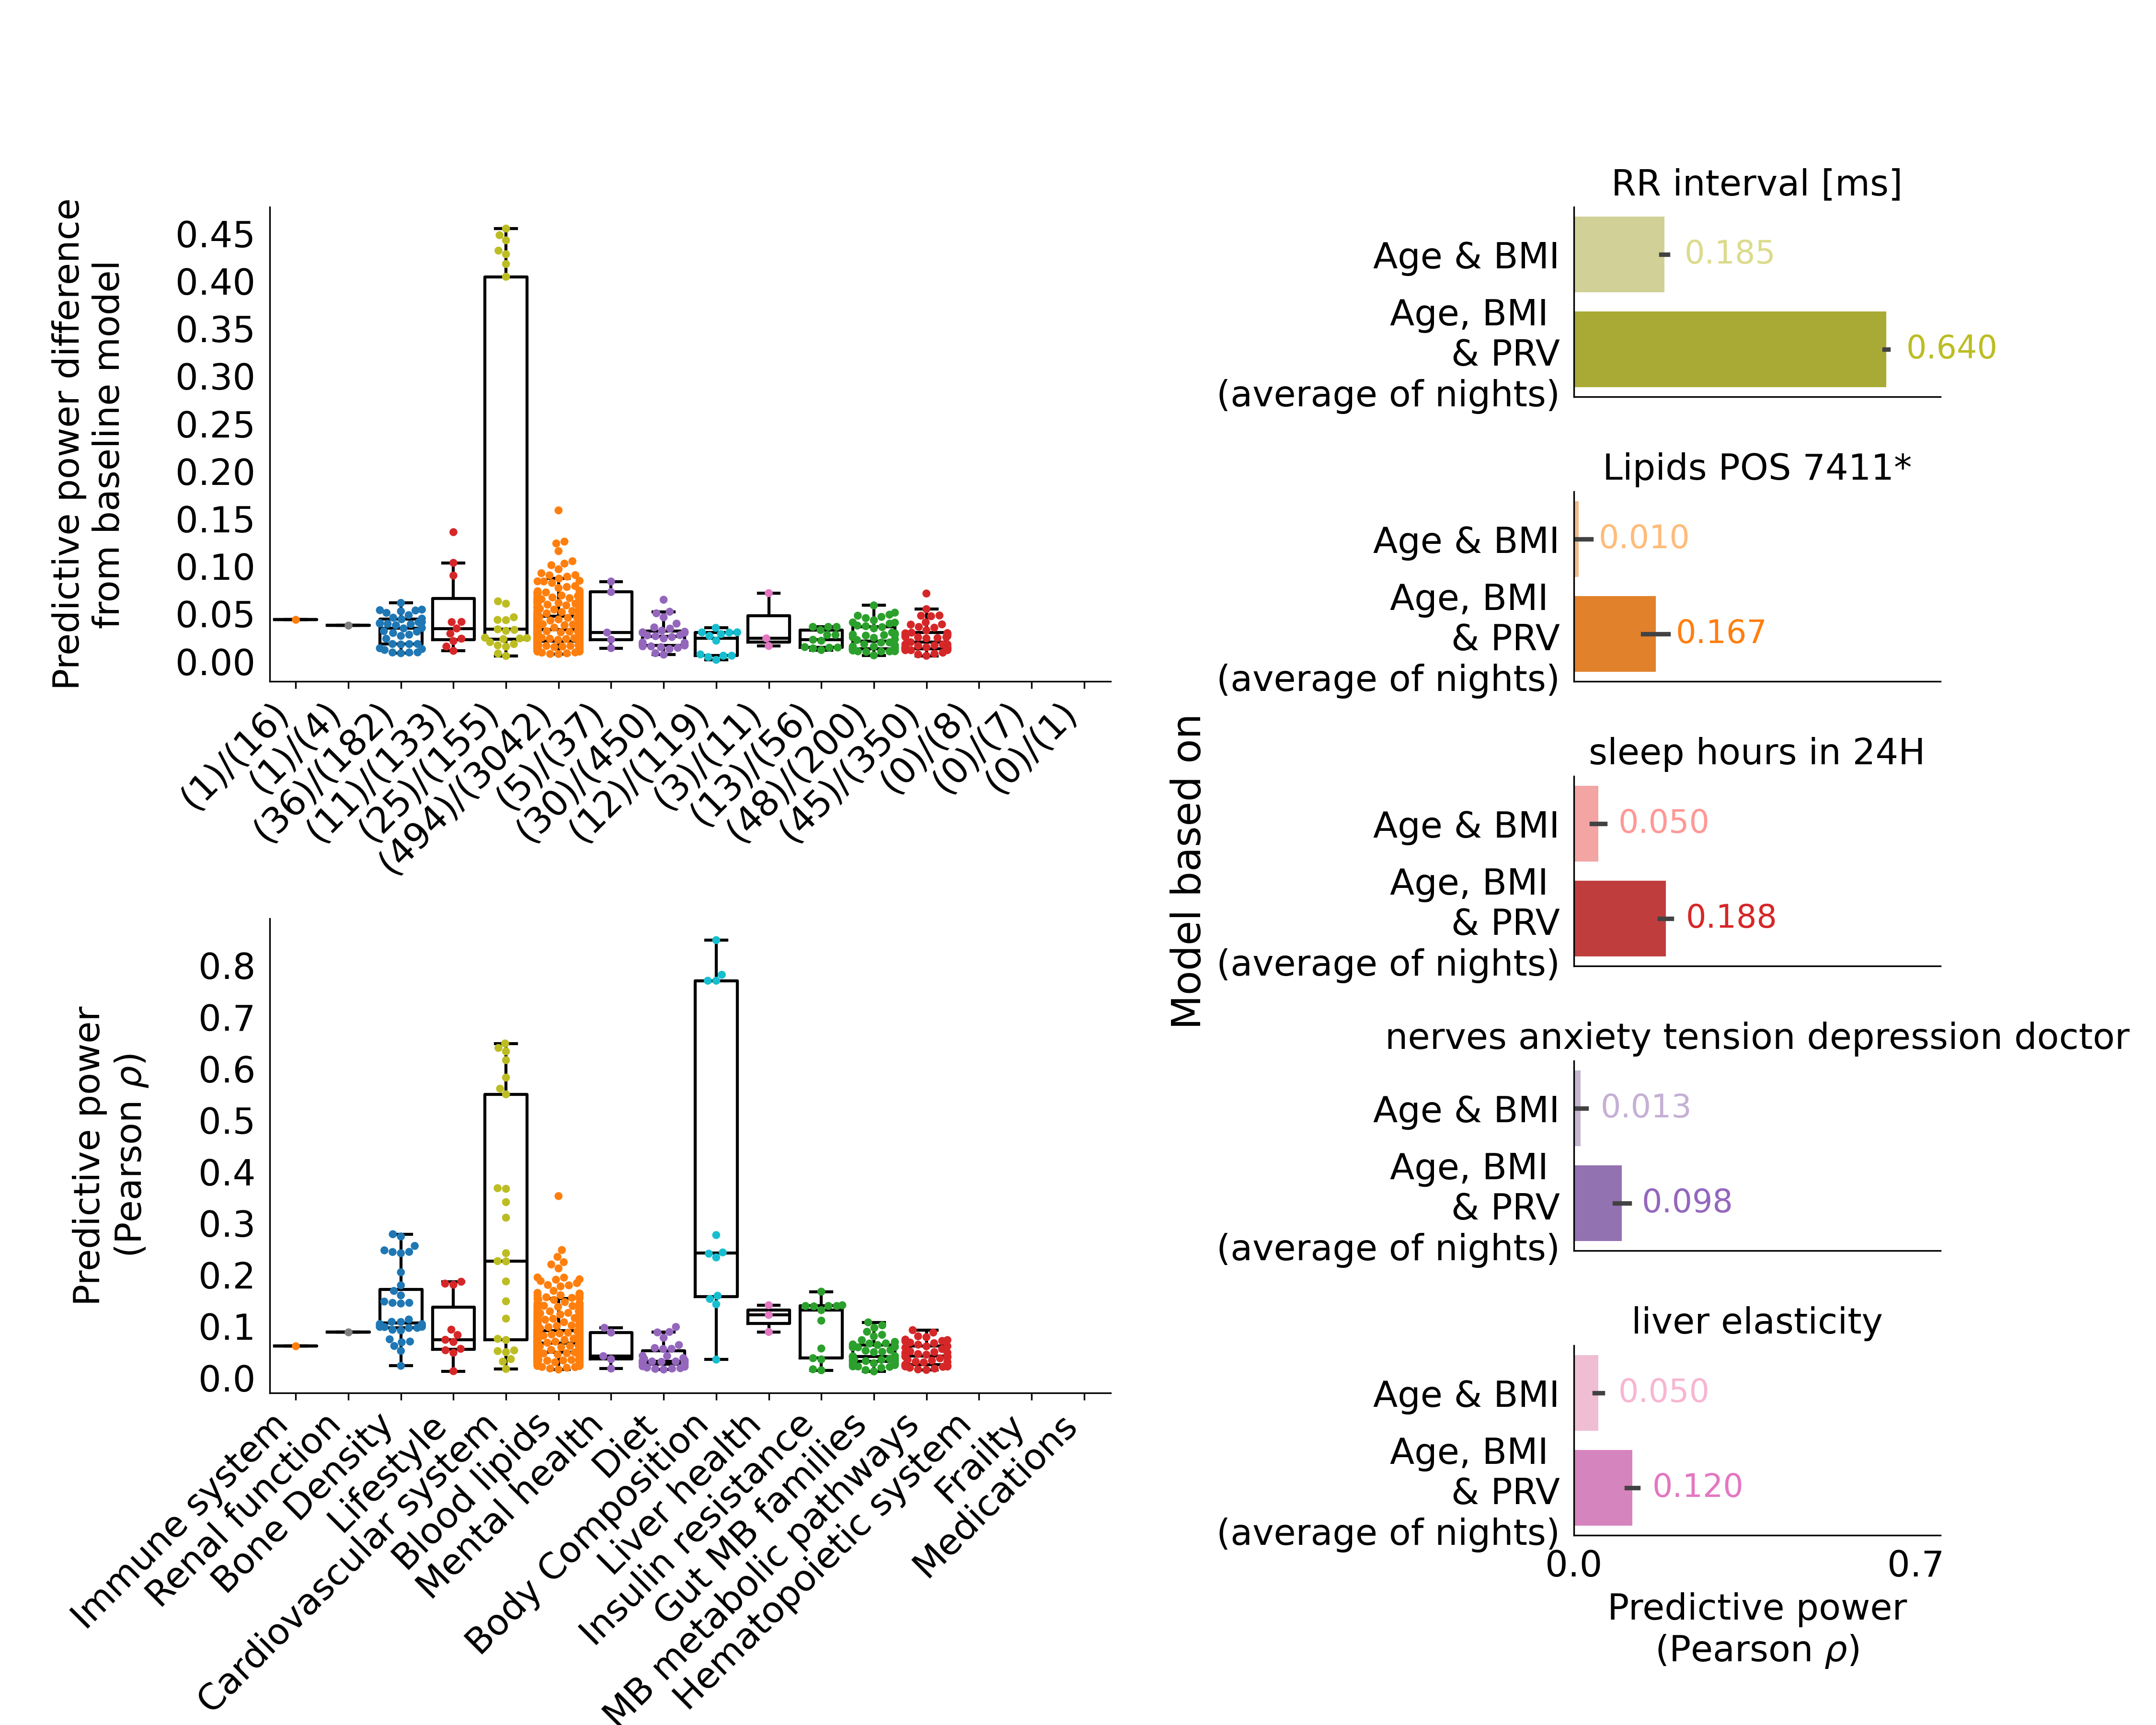 Predictive power difference
from baseline model
0.45
0.40
0.35
0.30
0.25
0.20
0.15
0.10
0.05
0.00
(1)/(16)
(1)/(4)
(36)/(182)
(11)/(133)
(25)/(155)
(494)/(3042)
(5)/(37)
(30)/(450)
(12)/(119)
(3)/(11)
(13)/(56)
(48)/(200)
(45)/(350)
(0)/(8)
(0)/(7)
(0)/(1)
Predictive power
(Pearson ρ)
0.8
0.7
0.6
0.5
0.4
0.3
0.2
0.1
0.0
Immune system
Renal function
Bone Density
Lifestyle
Cardiovascular system
Blood lipids
Mental health
Diet
Body Composition
Liver health
Insulin resistance
Gut MB families
MB metabolic pathways
Hematopoietic system
Frailty
Medications
Model based on
RR interval [ms]
Age & BMI
0.185
Age, BMI
& PRV
(average of nights)
0.640
Lipids POS 7411*
Age & BMI
0.010
Age, BMI
& PRV
(average of nights)
0.167
sleep hours in 24H
Age & BMI
0.050
Age, BMI
& PRV
(average of nights)
0.188
nerves anxiety tension depression doctor
Age & BMI
0.013
Age, BMI
& PRV
(average of nights)
0.098
liver elasticity
Age & BMI
0.050
Age, BMI
& PRV
(average of nights)
0.120
0.0
0.7
Predictive power
(Pearson ρ)